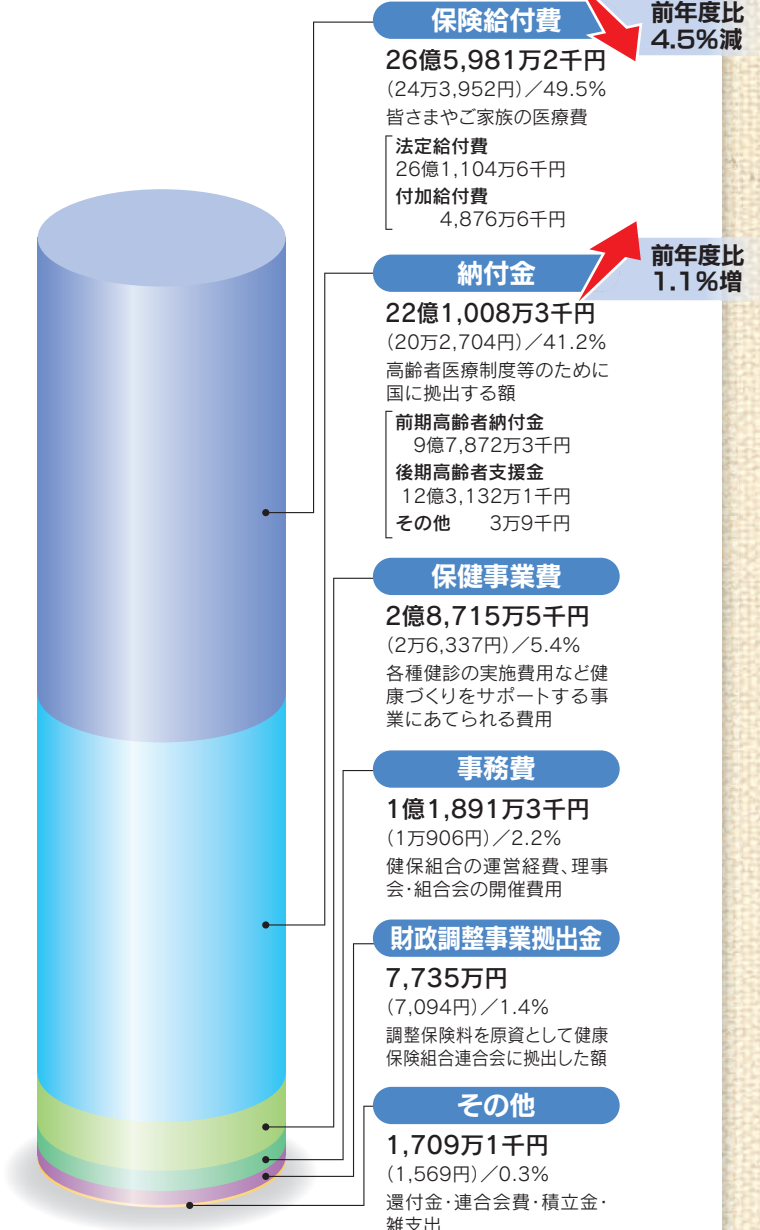 保険給付費
前年度比
4.5%減
26億5,981万2千円
(24万3,952円)/49.5%
皆さまやご家族の医療費
法定給付費
26億1,104万6千円
付加給付費
4,876万6千円
納付金
前年度比
1.1%増
22億1,008万3千円
(20万2,704円)/41.2%
高齢者医療制度等のために
国に拠出する額
前期高齢者納付金
9億7,872万3千円
後期高齢者支援金
12億3,132万1千円
その他 3万9千円
保健事業費
2億8,715万5千円
(2万6,337円)/5.4%
各種健診の実施費用など健
康づくりをサポートする事
業にあてられる費用
事務費
1億1,891万3千円
(1万906円)/2.2%
健保組合の運営経費、理事
会・組合会の開催費用
財政調整事業拠出金
7,735万円
(7,094円)/1.4%
調整保険料を原資として健康
保険組合連合会に拠出した額
その他
1,709万1千円
(1,569円)/0.3%
還付金・連合会費・積立金・
雑支出